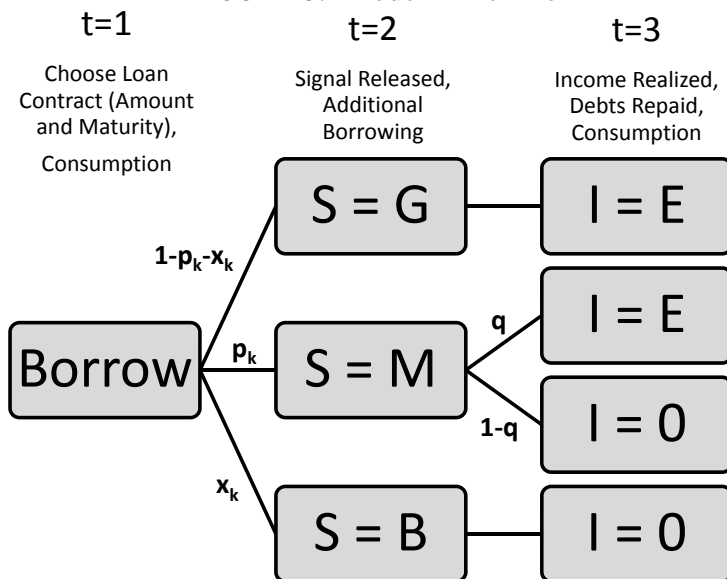 t=1
t=2
t=3
Choose Loan
Contract (Amount
and Maturity),
Consumption
Signal Released,
Additional
Borrowing
Income Realized,
Debts Repaid,
Consumption
S = G
I = E
1-pk-xk
Borrow
pk
S = M
q
I = E
1-q
I = 0
xk
S = B
I = 0